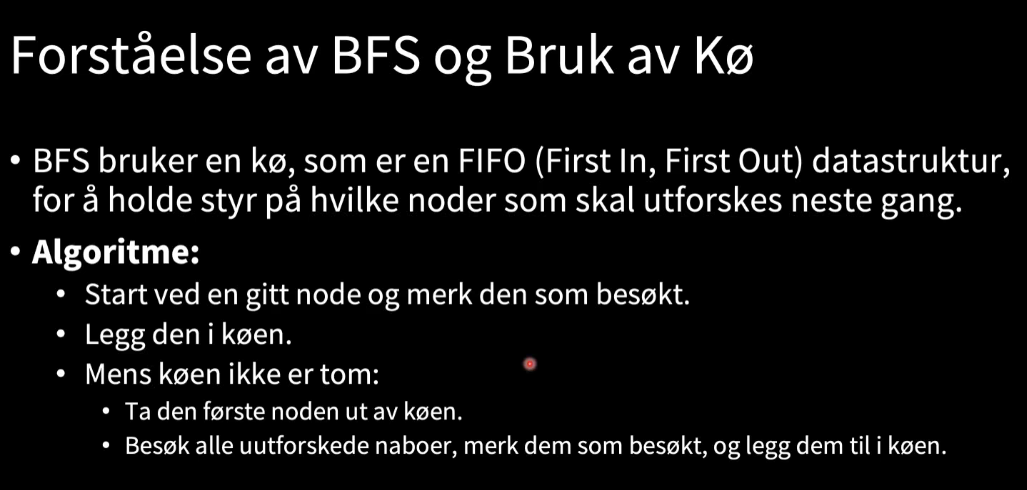 Forståelse av BFS og Bruk av Kø
• BFS bruker en kø, som er en FIFO (First In, First Out) datastruktur,
for å holde styr på hvilke noder som skal utforskes neste gang.
• Algoritme:
• Start ved en gitt node og merk den som besøkt.
• Legg den i køen.
• Mens køen ikke er tom:
• Ta den første noden ut av køen.
• Besøk alle uutforskede naboer, merk dem som besøkt, og legg dem til i køen.